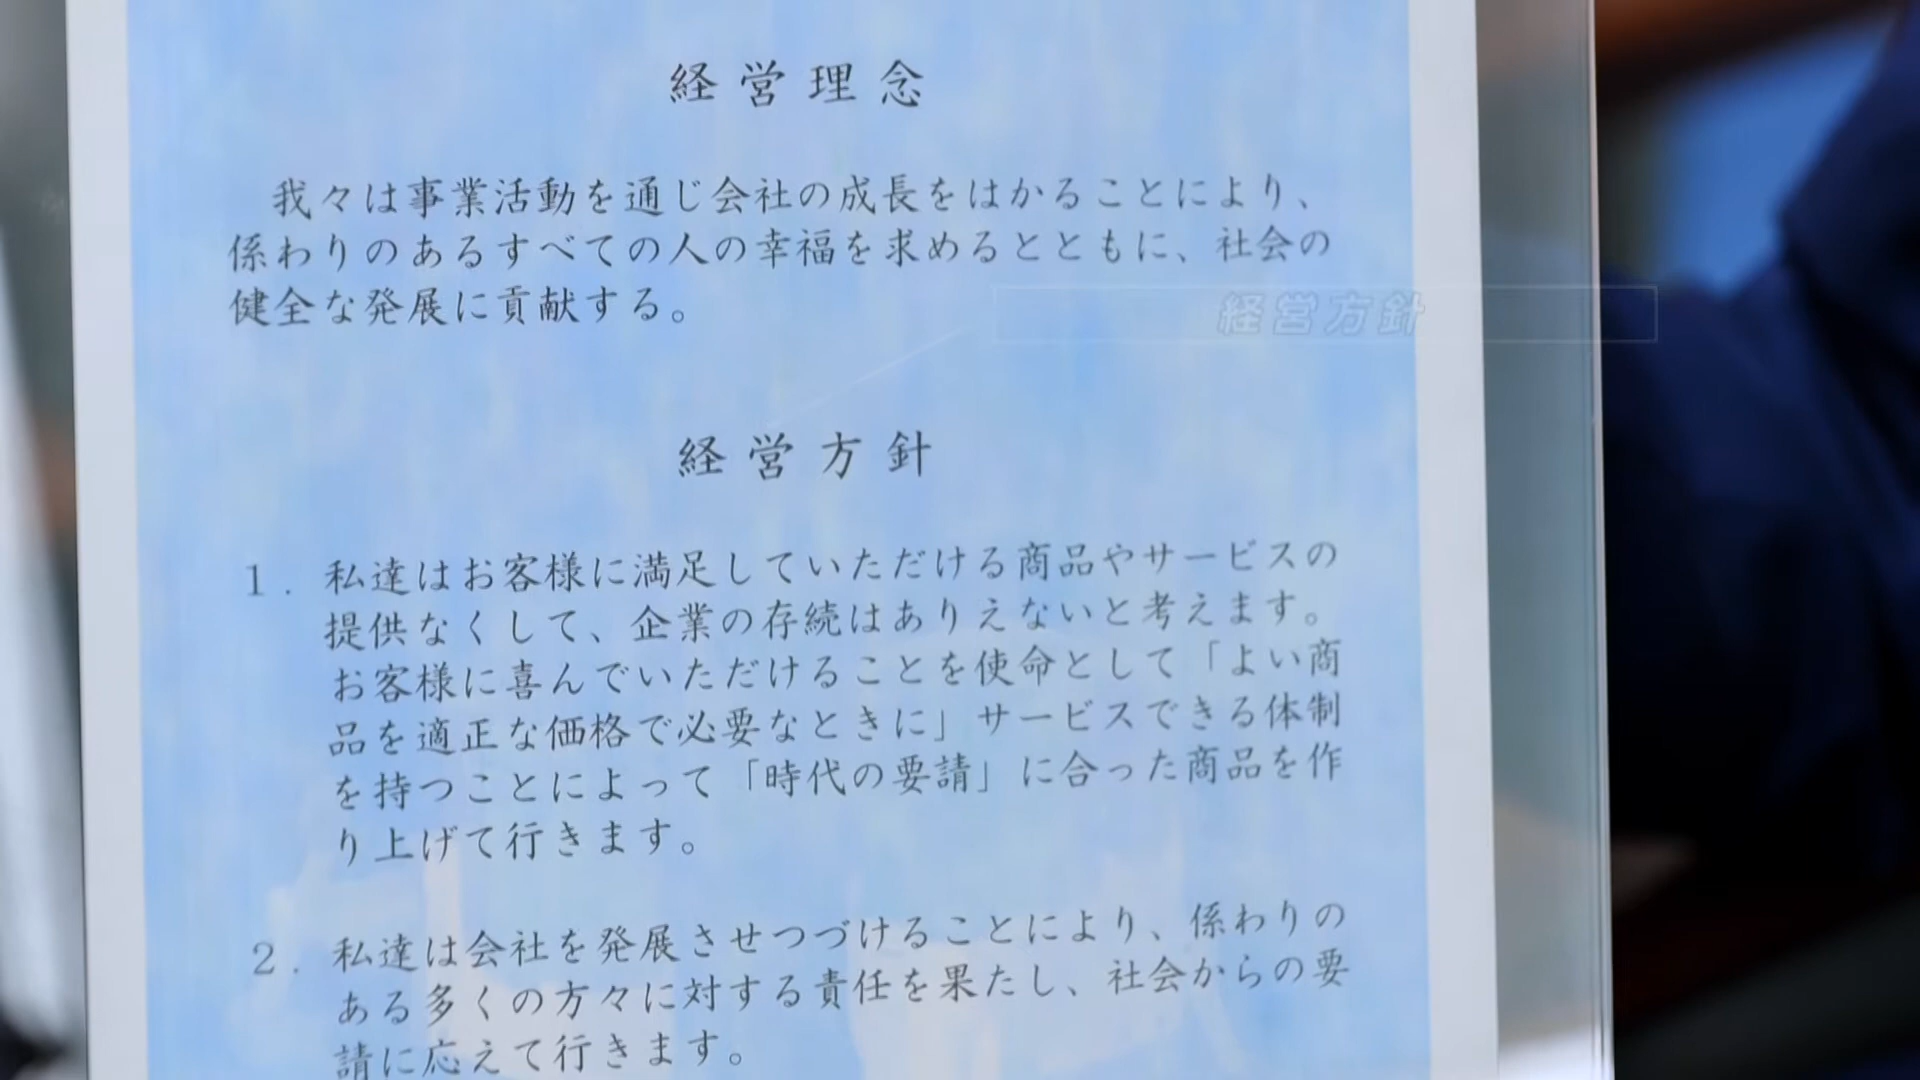 経営理念
我々は事業活動を通じ会社の成長をはかることにより、
係わりのあるすべての人の幸福を求めるとともに、社会の
健全な発展に貢献する。
経営方針
経営方針
1. 私達はお客様に満足していただける商品やサービスの
提供なくして、企業の存続はありえないと考えます。
お客様に喜んでいただけることを使命として「よい商
品を適正な価格で必要なときに」サービスできる体制
を持つことによって「時代の要請」に合った商品を作
り上げて行きます。
2. 私達は会社を発展させつづけることにより、係わりの
ある多くの方々に対する責任を果たし、社会からの要
請に応えて行きます。